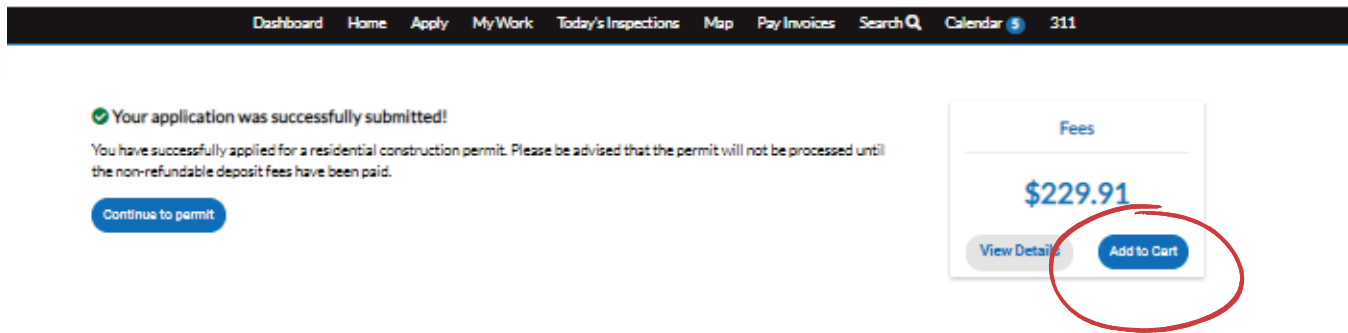 Dashboard Home Apply My Work Today's Inspections Map Pay Invoices Search Calendar 5 311
Your application was successfully submitted!
You have successfully applied for a residential construction permit. Please be advised that the permit will not be processed until
the non-refundable deposit fees have been paid.
Continue to permit
Fees
$229.91
View Details
Add to Cart